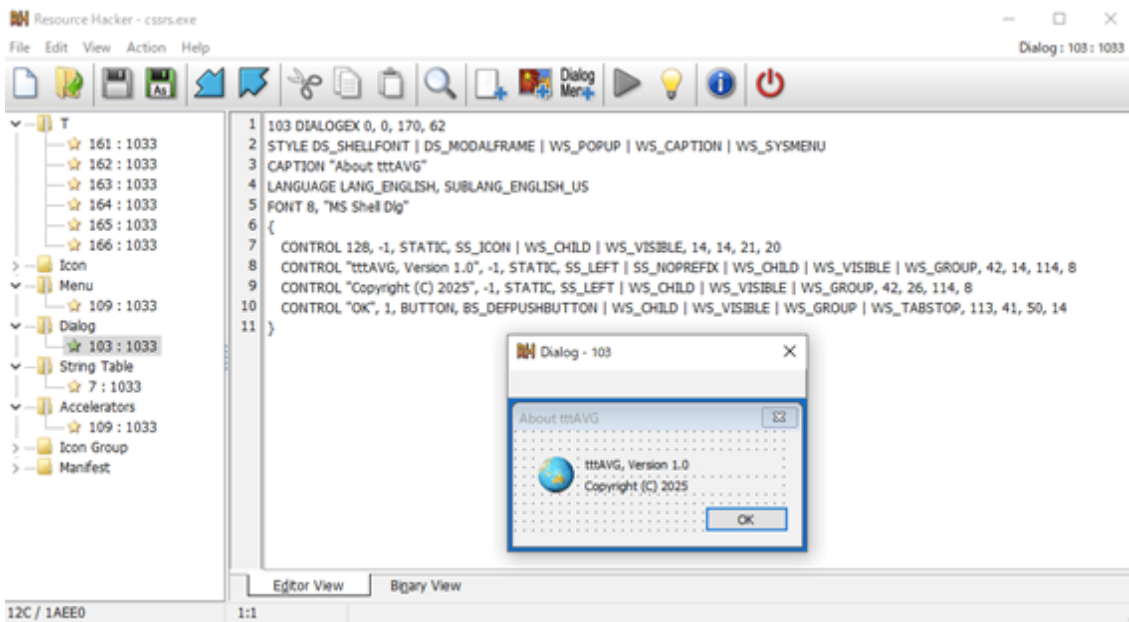 Resource Hacker - cssrs.exe
File Edit View Action Help
Dialog : 103 : 1033
As
Dialog
Menu
T
161 : 1033
162 : 1033
163 : 1033
164 : 1033
165 : 1033
166 : 1033
Icon
Menu
109 : 1033
Dialog
103 : 1033
String Table
7 : 1033
Accelerators
109 : 1033
Icon Group
Manifest
1 103 DIALOGEX 0, 0, 170, 62
2 STYLE DS_SHELLFONT | DS_MODALFRAME | WS_POPUP | WS_CAPTION | WS_SYSMENU
3 CAPTION "About tttAVG"
4 LANGUAGE LANG_ENGLISH, SUBLANG_ENGLISH_US
5 FONT 8, "MS Shell Dlg"
6 {
7 CONTROL 128, -1, STATIC, SS_ICON | WS_CHILD | WS_VISIBLE, 14, 14, 21, 20
8 CONTROL "tttAVG, Version 1.0", -1, STATIC, SS_LEFT | SS_NOPREFIX | WS_CHILD | WS_VISIBLE | WS_GROUP, 42, 14, 114, 8
9 CONTROL "Copyright (C) 2025", -1, STATIC, SS_LEFT | WS_CHILD | WS_VISIBLE | WS_GROUP, 42, 26, 114, 8
10 CONTROL "OK", 1, BUTTON, BS_DEFPUSHBUTTON | WS_CHILD | WS_VISIBLE | WS_GROUP | WS_TABSTOP, 113, 41, 50, 14
11 }
Dialog - 103
About tttAVG
tttAVG, Version 1.0
Copyright (C) 2025
OK
Editor View Binary View
12C / 1AEE0 1:1